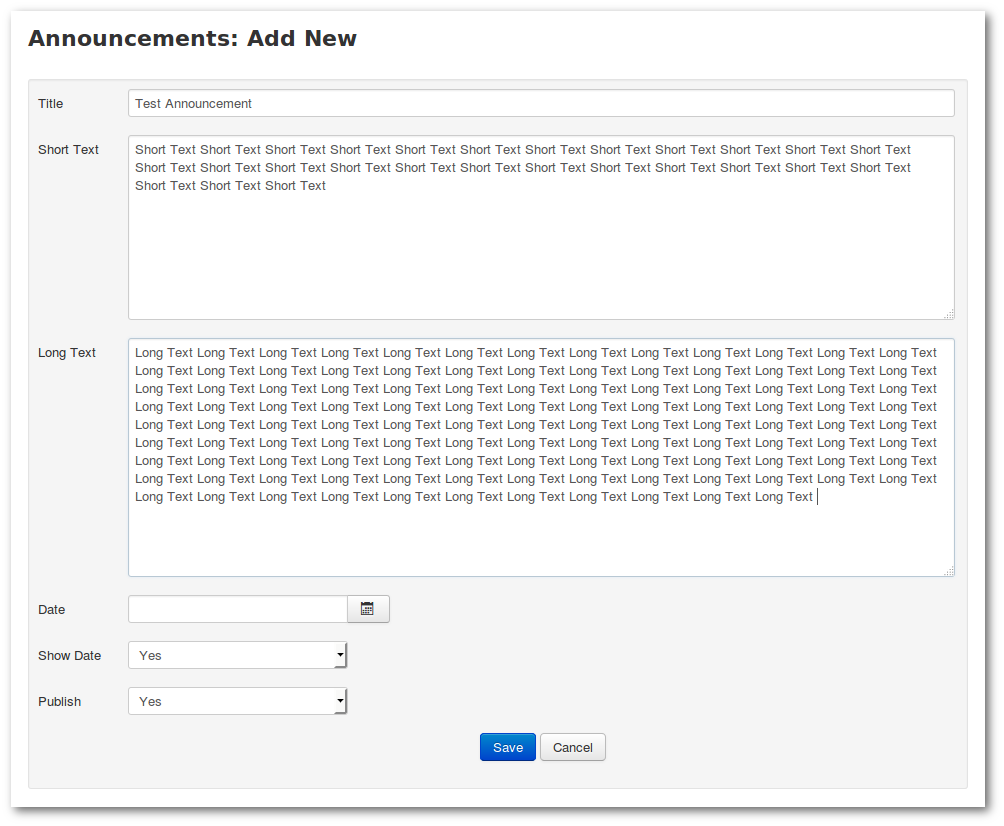 Announcements: Add New
Title
Test Announcement
Short Text
Short Text Short Text Short Text Short Text Short Text Short Text Short Text Short Text Short Text Short Text Short Text Short Text
Short Text Short Text Short Text Short Text Short Text Short Text Short Text Short Text Short Text Short Text Short Text Short Text
Short Text Short Text Short Text
Long Text
Long Text Long Text Long Text Long Text Long Text Long Text Long Text Long Text Long Text Long Text Long Text Long Text Long Text
Long Text Long Text Long Text Long Text Long Text Long Text Long Text Long Text Long Text Long Text Long Text Long Text Long Text
Long Text Long Text Long Text Long Text Long Text Long Text Long Text Long Text Long Text Long Text Long Text Long Text Long Text
Long Text Long Text Long Text Long Text Long Text Long Text Long Text Long Text Long Text Long Text Long Text Long Text Long Text
Long Text Long Text Long Text Long Text Long Text Long Text Long Text Long Text Long Text Long Text Long Text Long Text Long Text
Long Text Long Text Long Text Long Text Long Text Long Text Long Text Long Text Long Text Long Text Long Text Long Text Long Text
Long Text Long Text Long Text Long Text Long Text Long Text Long Text Long Text Long Text Long Text Long Text Long Text Long Text
Long Text Long Text Long Text Long Text Long Text Long Text Long Text Long Text Long Text Long Text Long Text Long Text Long Text
Long Text Long Text Long Text Long Text Long Text Long Text Long Text Long Text Long Text Long Text Long Text
Date
Show Date
Yes
Publish
Yes
Save Cancel